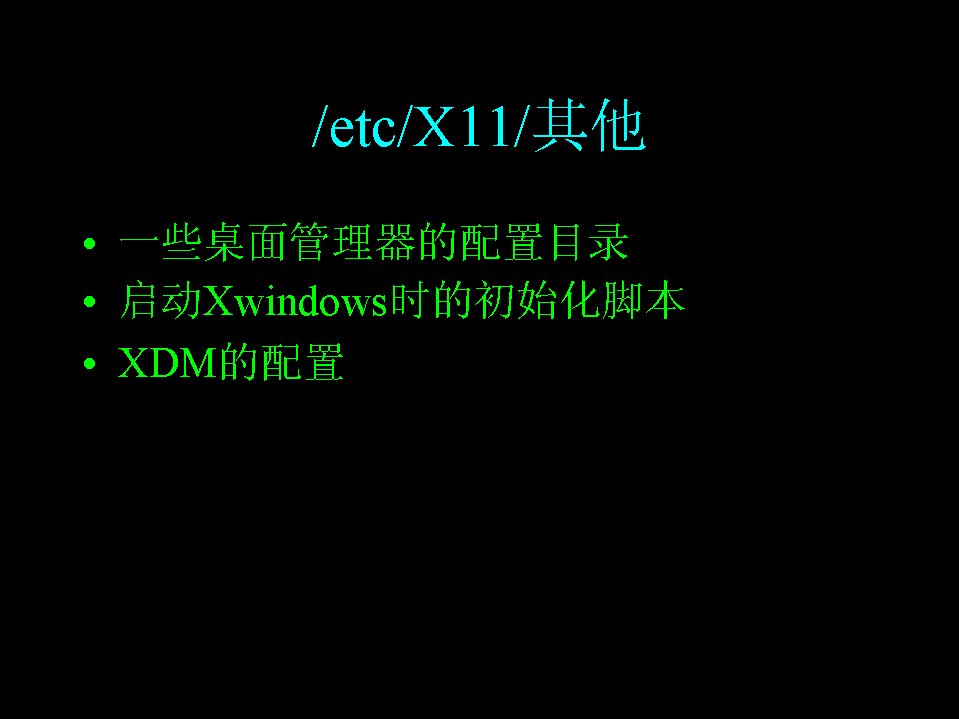 /etc/X11/其他
• 一些桌面管理器的配置目录
• 启动Xwindows时的初始化脚本
• XDM的配置